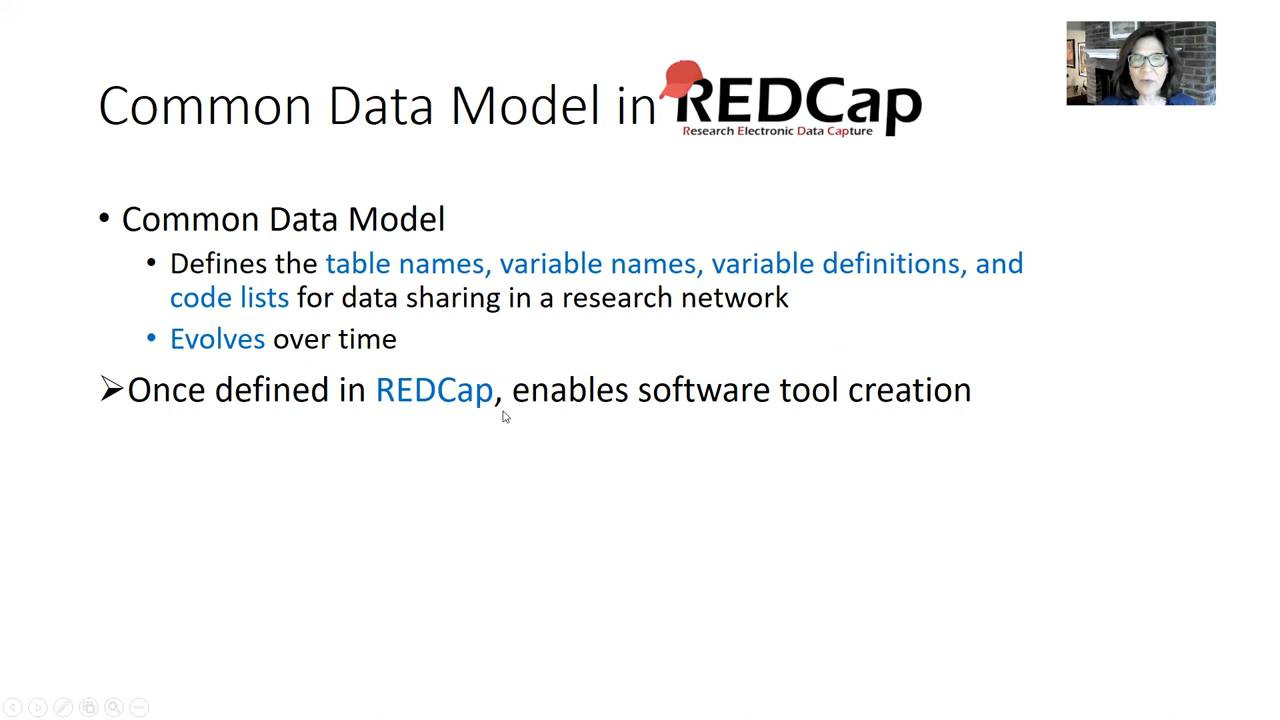 Common Data Model in REDCap
Research Electronic Data Capture
• Common Data Model
• Defines the table names, variable names, variable definitions, and
code lists for data sharing in a research network
• Evolves over time
➢Once defined in REDCap, enables software tool creation